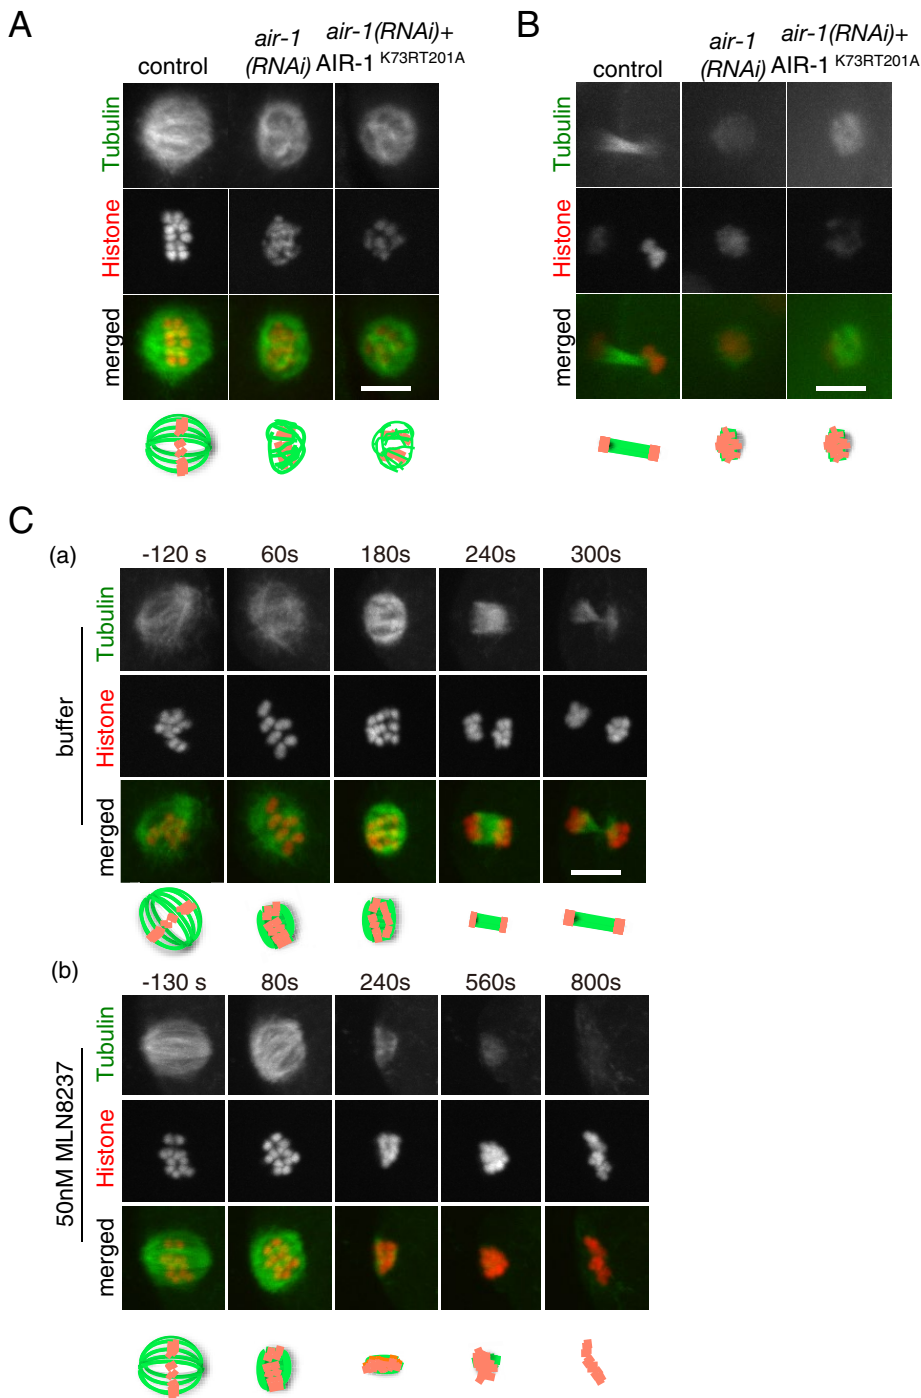 A
control
air-1
(RNAi)
air-1(RNAi)+
AIR-1 K73RT201A
Tubulin
Histone
merged
B
control
air-1
(RNAi)
air-1(RNAi)+
AIR-1 K73RT201A
Tubulin
Histone
merged
C
(a)
-120 s 60s 180s 240s 300s
buffer
Tubulin
Histone
merged
(b)
-130 s 80s 240s 560s 800s
50nM MLN8237
Tubulin
Histone
merged